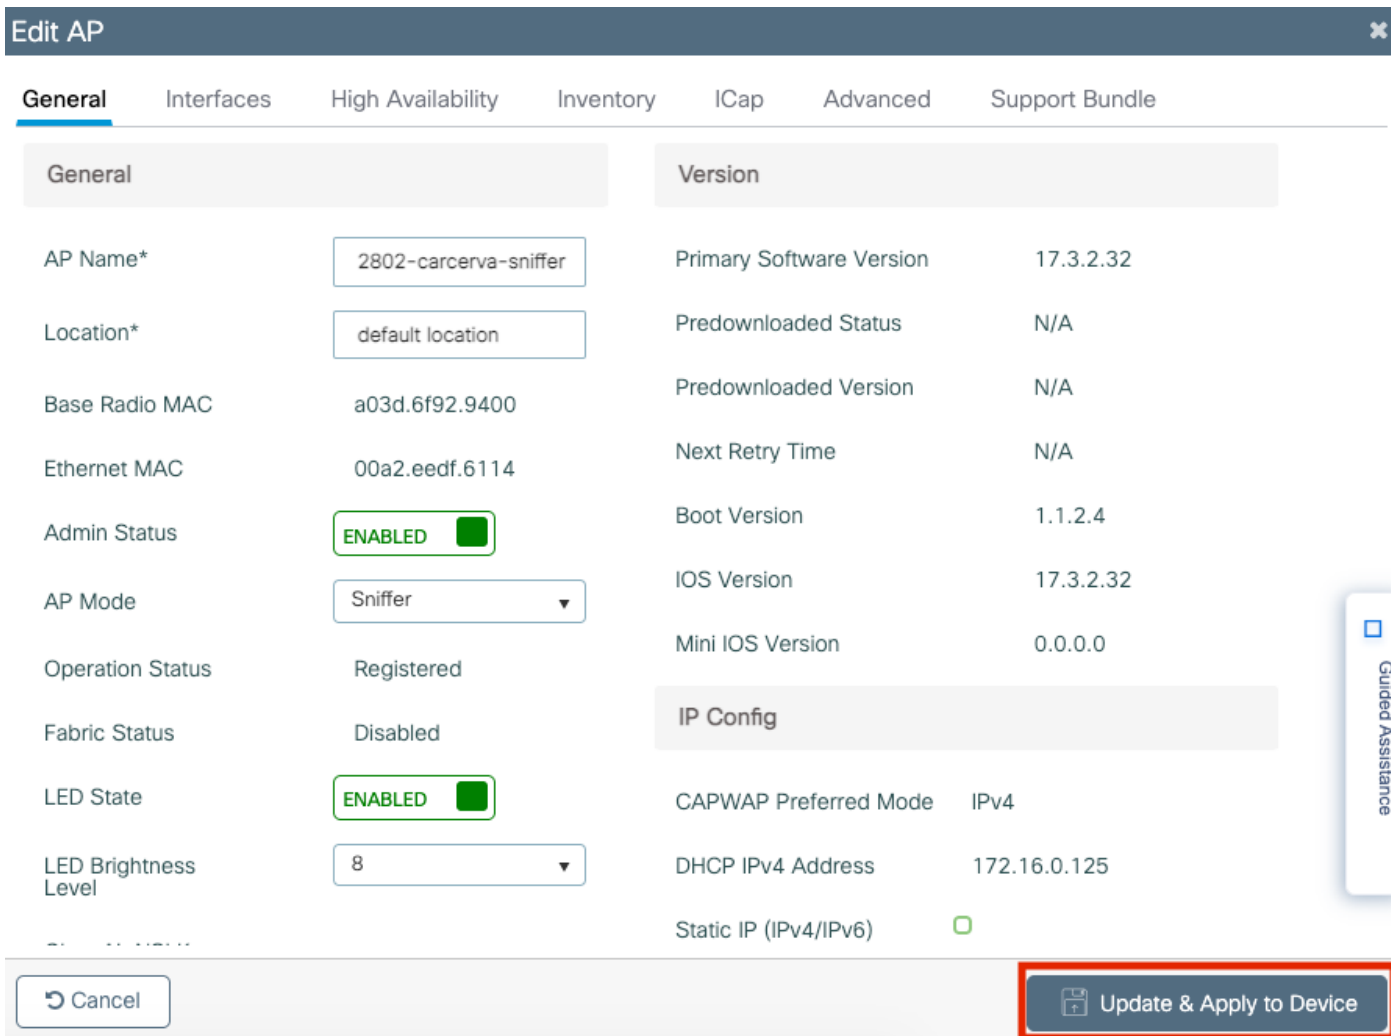 Edit AP
General Interfaces High Availability Inventory ICap Advanced Support Bundle
General
AP Name* 2802-carcerva-sniffer
Location* default location
Base Radio MAC a03d.6f92.9400
Ethernet MAC 00a2.eedf.6114
Admin Status ENABLED
AP Mode Sniffer
Operation Status Registered
Fabric Status Disabled
LED State ENABLED
LED Brightness 8
Level
Version
Primary Software Version 17.3.2.32
Predownloaded Status N/A
Predownloaded Version N/A
Next Retry Time N/A
Boot Version 1.1.2.4
IOS Version 17.3.2.32
Mini IOS Version 0.0.0.0
IP Config
CAPWAP Preferred Mode IPv4
DHCP IPv4 Address 172.16.0.125
Static IP (IPv4/IPv6)
Guided Assistance
Cancel
Update & Apply to Device